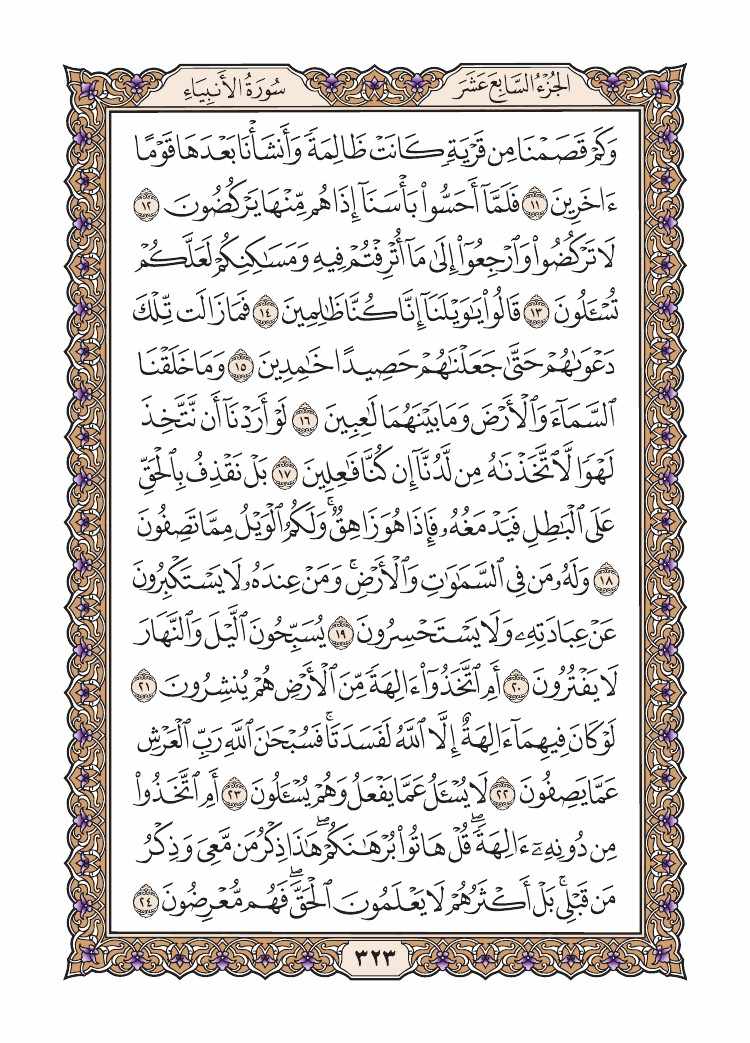 الجُزْءُ السَّابِعَ عَشَرَ
سُورَةُ الأَنبِيَاءِ
وَكَمْ قَصَمْنَا مِن قَرْيَةٍ كَانَتْ ظَالِمَةً وَأَنشَأْنَا بَعْدَهَا قَوْمًا
ءَاخَرِينَ ١١ فَلَمَّآ أَحَسُّوا۟ بَأْسَنَآ إِذَا هُم مِّنْهَا يَرْكُضُونَ ١٢
لَا تَرْكُضُوا۟ وَٱرْجِعُوٓا۟ إِلَىٰ مَآ أُتْرِفْتُمْ فِيهِ وَمَسَـٰكِنِكُمْ لَعَلَّكُمْ
تُسْـَٔلُونَ ١٣ قَالُوا۟ يَـٰوَيْلَنَآ إِنَّا كُنَّا ظَـٰلِمِينَ ١٤ فَمَا زَالَت تِّلْكَ
دَعْوَىٰهُمْ حَتَّىٰ جَعَلْنَـٰهُمْ حَصِيدًا خَـٰمِدِينَ ١٥ وَمَا خَلَقْنَا
ٱلسَّمَآءَ وَٱلْأَرْضَ وَمَا بَيْنَهُمَا لَـٰعِبِينَ ١٦ لَوْ أَرَدْنَآ أَن نَّتَّخِذَ
لَهْوًا لَّٱتَّخَذْنَـٰهُ مِن لَّدُنَّآ إِن كُنَّا فَـٰعِلِينَ ١٧ بَلْ نَقْذِفُ بِٱلْحَقِّ
عَلَى ٱلْبَـٰطِلِ فَيَدْمَغُهُۥ فَإِذَا هُوَ زَاهِقٌ ۚ وَلَكُمُ ٱلْوَيْلُ مِمَّا تَصِفُونَ
١٨ وَلَهُۥ مَن فِى ٱلسَّمَـٰوَٰتِ وَٱلْأَرْضِ ۚ وَمَنْ عِندَهُۥ لَا يَسْتَكْبِرُونَ
عَنْ عِبَادَتِهِۦ وَلَا يَسْتَحْسِرُونَ ١٩ يُسَبِّحُونَ ٱلَّيْلَ وَٱلنَّهَارَ
لَا يَفْتُرُونَ ٢٠ أَمِ ٱتَّخَذُوٓا۟ ءَالِهَةً مِّنَ ٱلْأَرْضِ هُمْ يُنشِرُونَ ٢١
لَوْ كَانَ فِيهِمَآ ءَالِهَةٌ إِلَّا ٱللَّهُ لَفَسَدَتَا ۚ فَسُبْحَـٰنَ ٱللَّهِ رَبِّ ٱلْعَرْشِ
عَمَّا يَصِفُونَ ٢٢ لَا يُسْـَٔلُ عَمَّا يَفْعَلُ وَهُمْ يُسْـَٔلُونَ ٢٣ أَمِ ٱتَّخَذُوا۟
مِن دُونِهِۦٓ ءَالِهَةً ۖ قُلْ هَاتُوا۟ بُرْهَـٰنَكُمْ ۖ هَـٰذَا ذِكْرُ مَن مَّعِىَ وَذِكْرُ
مَن قَبْلِى ۗ بَلْ أَكْثَرُهُمْ لَا يَعْلَمُونَ ٱلْحَقَّ ۖ فَهُم مُّعْرِضُونَ ٢٤
٣٢٣